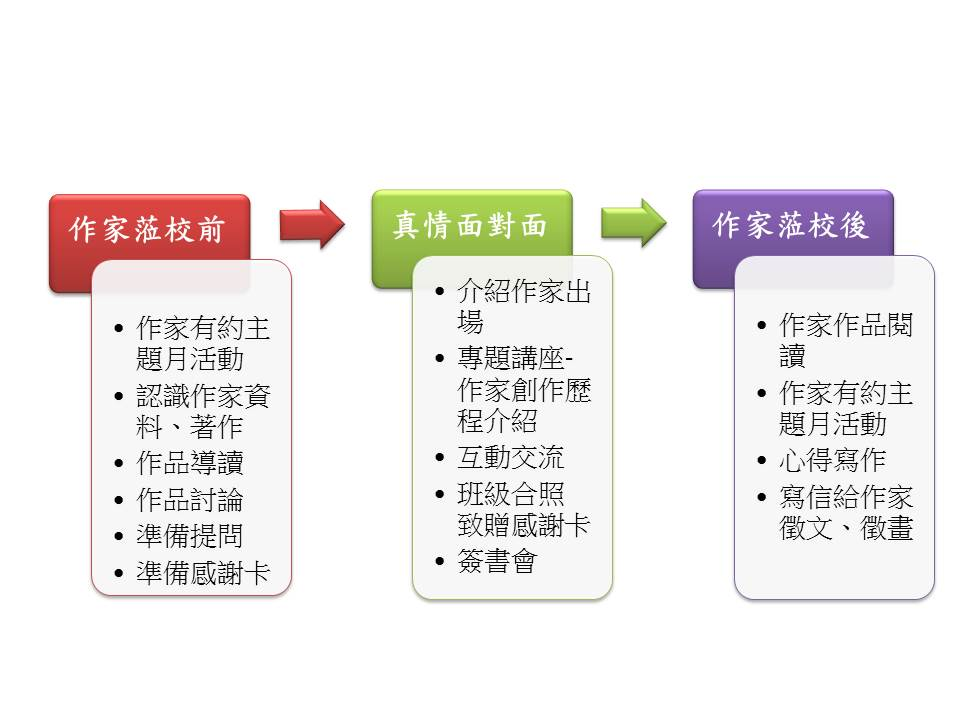 作家蒞校前
• 作家有約主
題月活動
• 認識作家資
料、著作
• 作品導讀
• 作品討論
• 準備提問
• 準備感謝卡
真情面對面
• 介紹作家出
場
• 專題講座-
作家創作歷
程介紹
• 互動交流
• 班級合照
致贈感謝卡
• 簽書會
作家蒞校後
• 作家作品閱
讀
• 作家有約主
題月活動
• 心得寫作
• 寫信給作家
徵文、徵畫